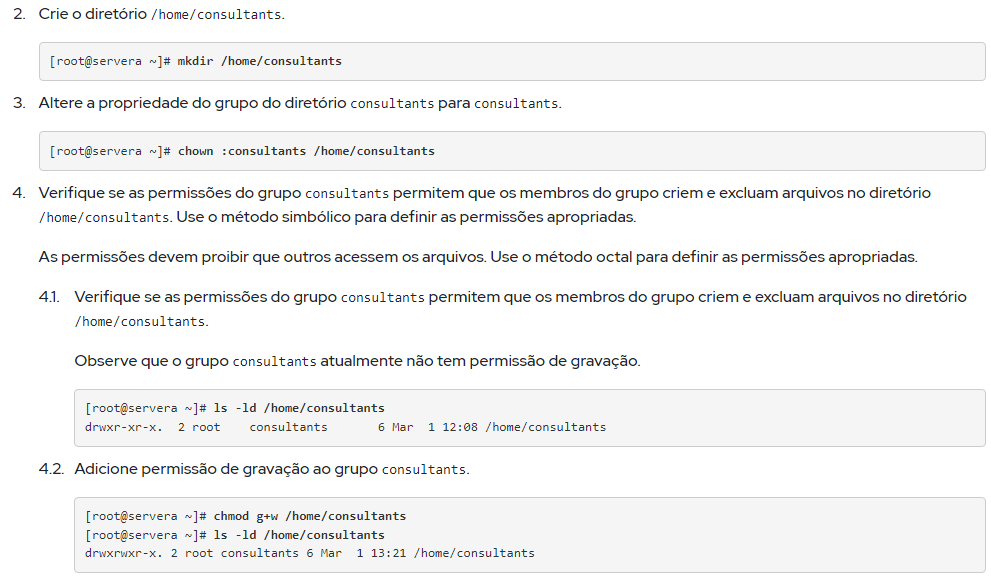 2. Crie o diretório /home/consultants.
[root@servera ~]# mkdir /home/consultants
3. Altere a propriedade do grupo do diretório consultants para consultants.
[root@servera ~]# chown :consultants /home/consultants
4. Verifique se as permissões do grupo consultants permitem que os membros do grupo criem e excluam arquivos no diretório
/home/consultants. Use o método simbólico para definir as permissões apropriadas.
As permissões devem proibir que outros acessem os arquivos. Use o método octal para definir as permissões apropriadas.
4.1. Verifique se as permissões do grupo consultants permitem que os membros do grupo criem e excluam arquivos no diretório
/home/consultants.
Observe que o grupo consultants atualmente não tem permissão de gravação.
[root@servera ~]# ls -ld /home/consultants
drwxr-xr-x.  2 root    consultants       6 Mar  1 12:08 /home/consultants
4.2. Adicione permissão de gravação ao grupo consultants.
[root@servera ~]# chmod g+w /home/consultants
[root@servera ~]# ls -ld /home/consultants
drwxrwxr-x. 2 root consultants 6 Mar  1 13:21 /home/consultants